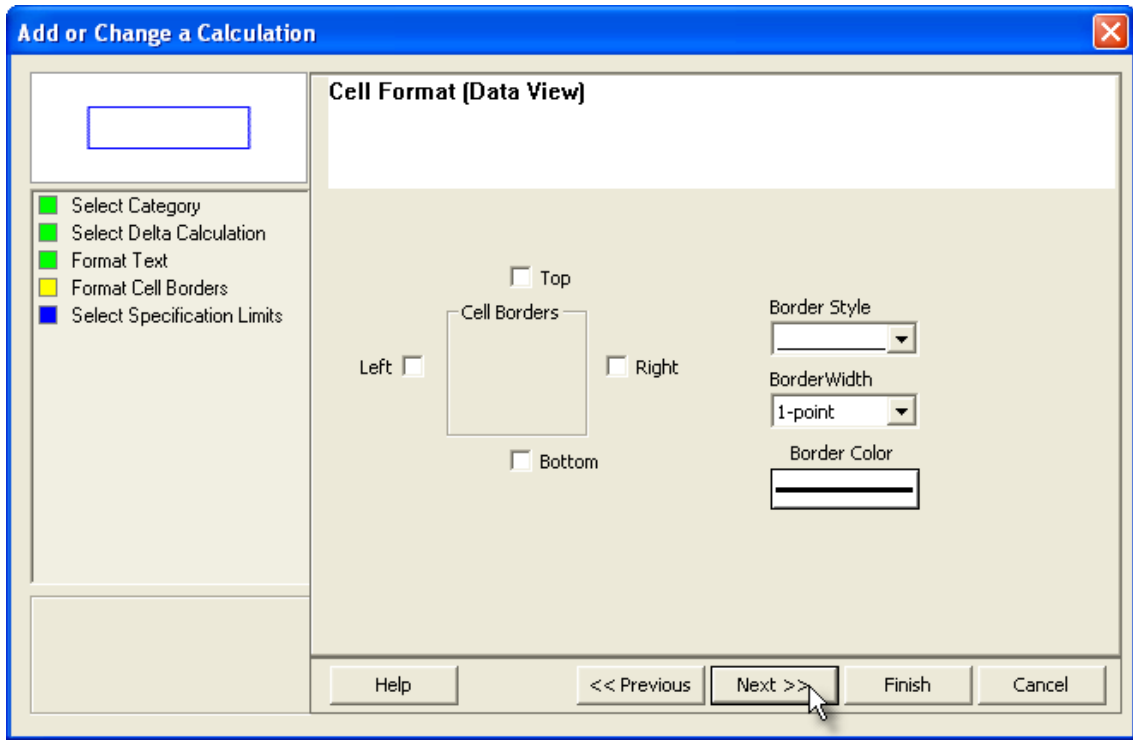 Add or Change a Calculation
Cell Format (Data View)
Select Category
Select Delta Calculation
Format Text
Format Cell Borders
Select Specification Limits
Top
Cell Borders
Left
Right
Bottom
Border Style
BorderWidth
1-point
Border Color
Help
<< Previous
Next >>
Finish
Cancel